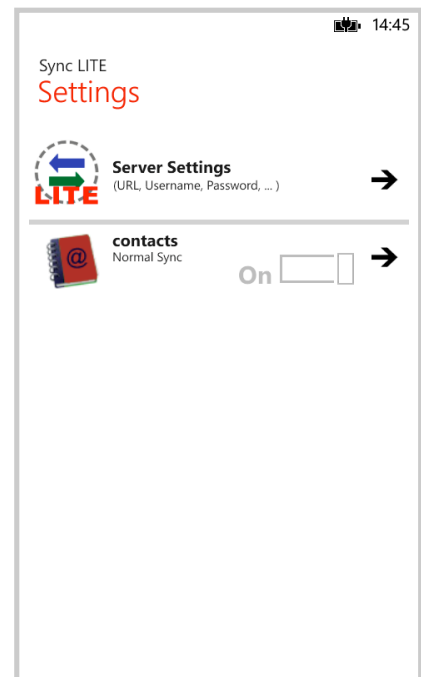 14:45
Sync LITE
Settings
LITE
Server Settings
(URL, Username, Password, ... )
@
contacts
Normal Sync
On